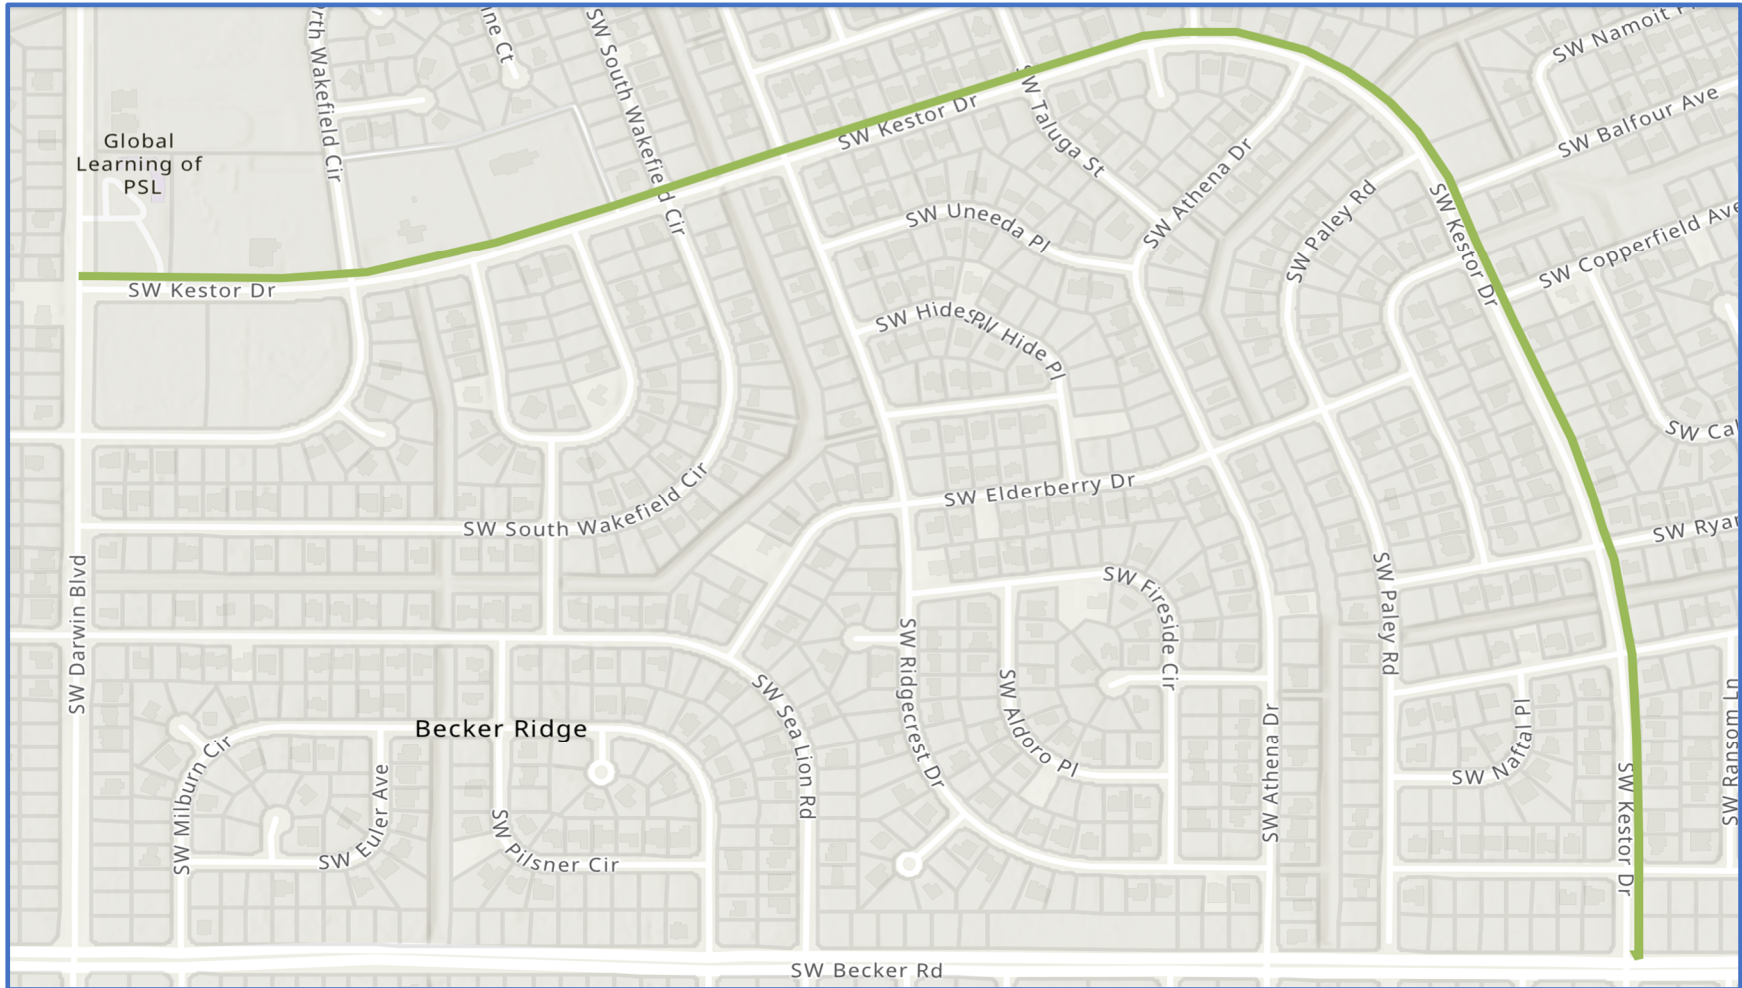 rth Wakefield Cir
ne Ct
SW South Wakefield Cir
SW Namoit P
SW Balfour Ave
Global
Learning of
PSL
SW Kestor Dr
SW Taluga St
SW Athena Dr
SW Paley Rd
SW Kestor Dr
SW Copperfield Ave
SW Uneeda Pl
SW Kestor Dr
SW Hide Pl
SW Hide Pl
SW Cal
SW Elderberry Dr
SW South Wakefield Cir
SW Ryan
SW Darwin Blvd
SW Fireside Cir
SW Paley Rd
SW Ridgecrest Dr
SW Aldoro Pl
SW Sea Lion Rd
Becker Ridge
SW Athena Dr
SW Naftal Pl
SW Kestor Dr
SW Ransom Ln
SW Milburn Cir
SW Euler Ave
SW Pilsner Cir
SW Becker Rd